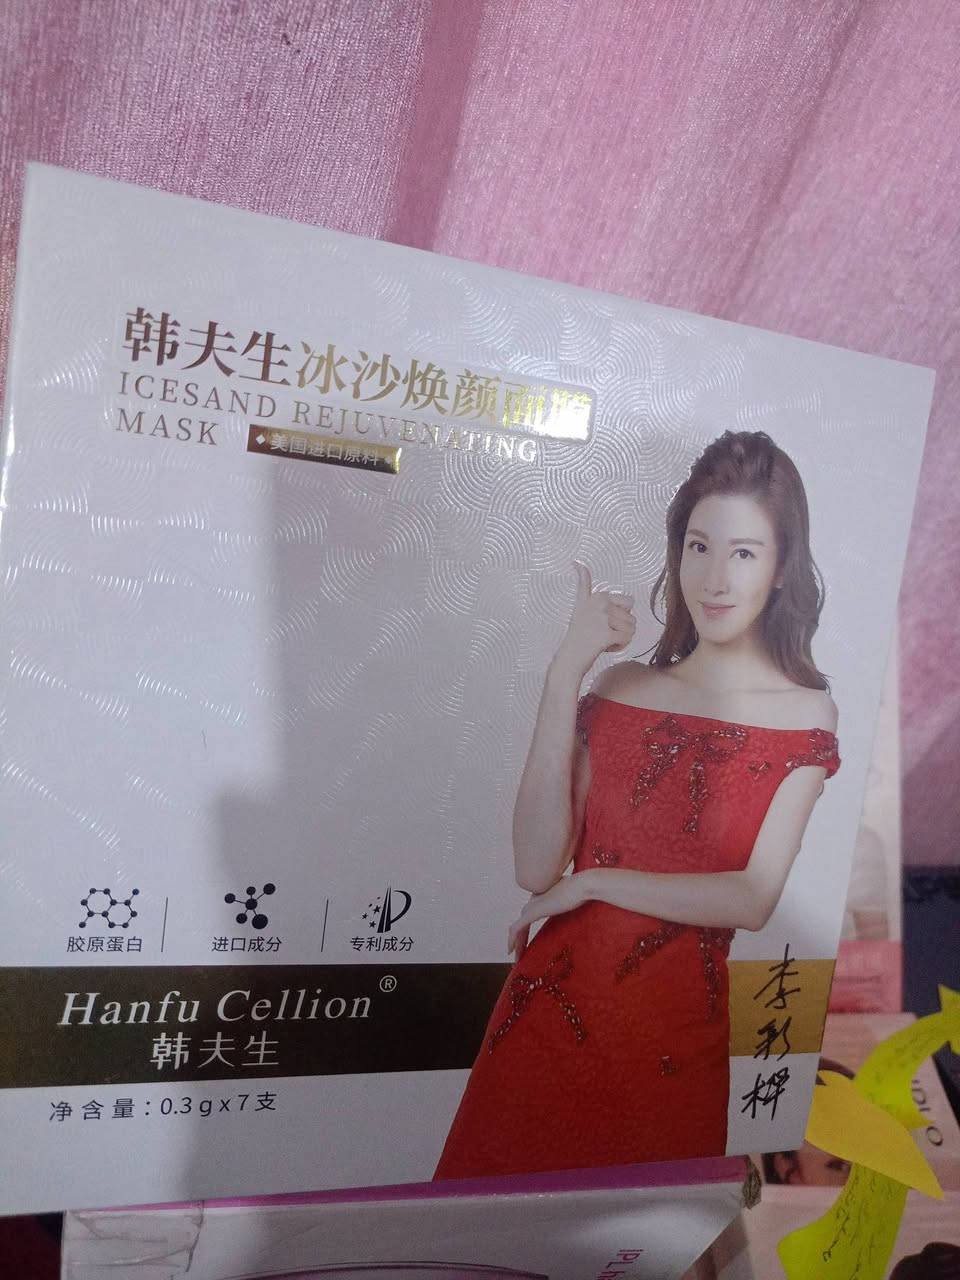 韩夫生冰沙焕颜面膜
ICESAND REJUVENATING
MASK
美国进口原料
胶原蛋白
进口成分
专利成分
Hanfu Cellion®
韩夫生
净含量：0.3g x 7支
李彩桦